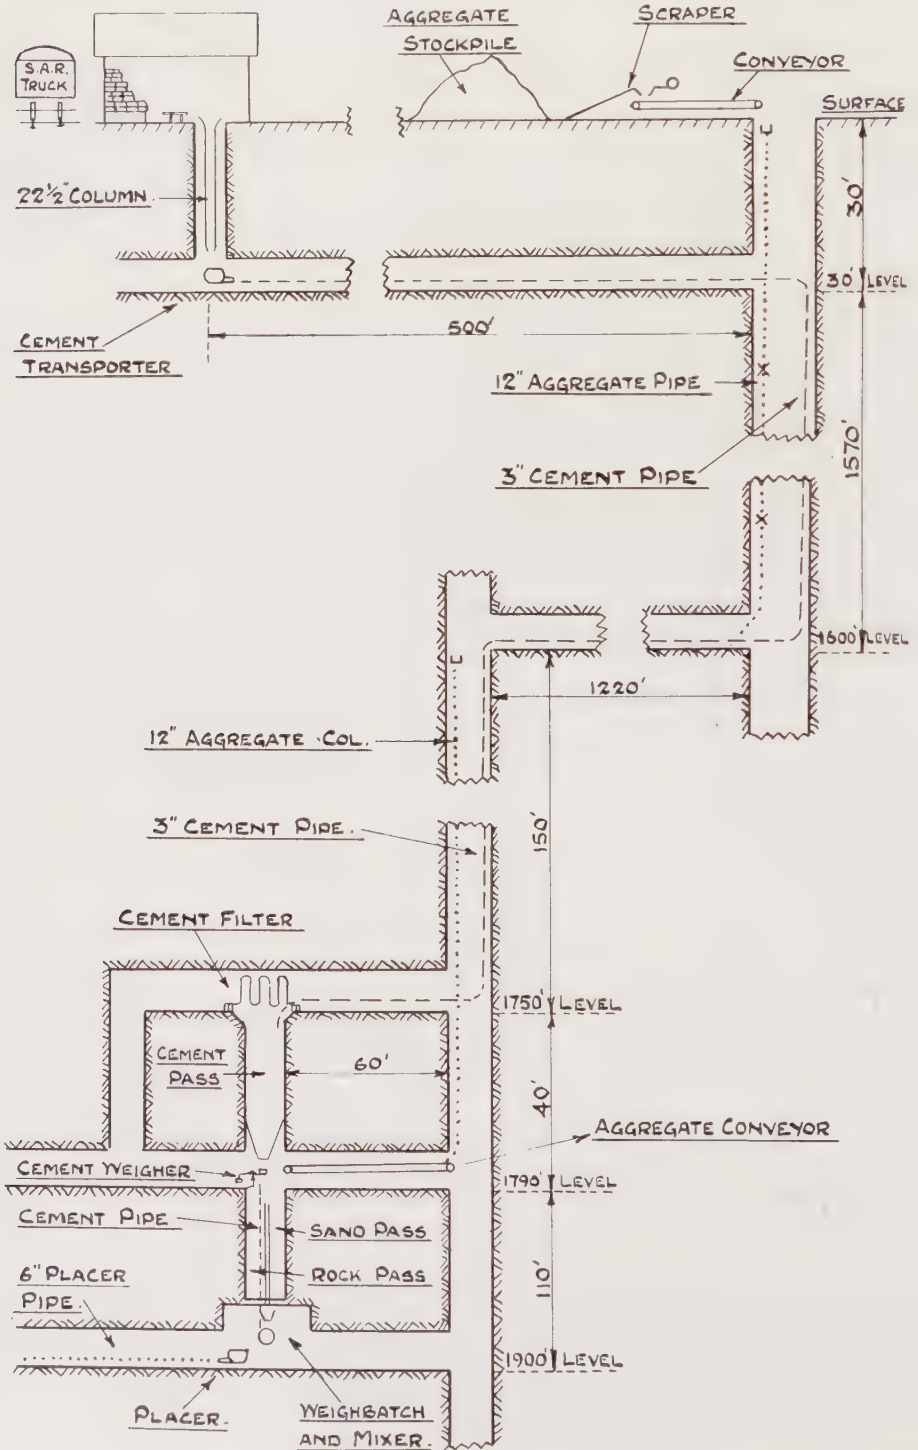 AGGREGATE
STOCKPILE
SCRAPER
CONVEYOR
S.A.R.
TRUCK
SURFACE
22½" COLUMN
30'
30' LEVEL
CEMENT
TRANSPORTER
500'
12" AGGREGATE PIPE
3" CEMENT PIPE
1570'
1600' LEVEL
1220'
12" AGGREGATE COL.
3" CEMENT PIPE.
150'
CEMENT FILTER
1750' LEVEL
CEMENT
PASS
60'
40'
AGGREGATE CONVEYOR
CEMENT WEIGHER
1790' LEVEL
CEMENT PIPE
SAND PASS
6" PLACER
PIPE.
ROCK PASS
110'
1900' LEVEL
PLACER.
WEIGHBATCH
AND MIXER.